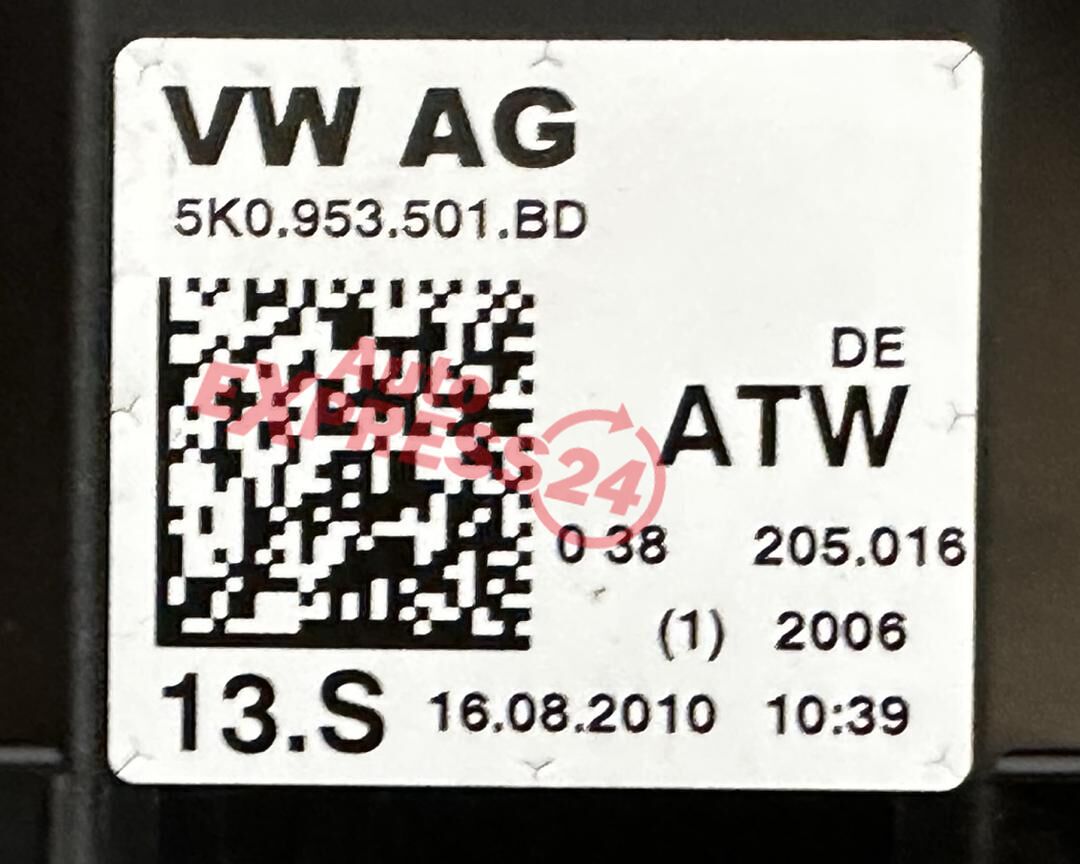 VW AG
5K0.953.501.BD
DE
ATW
Auto
EXPRESS24
0 38 205.016
(1) 2006
13.S 16.08.2010 10:39